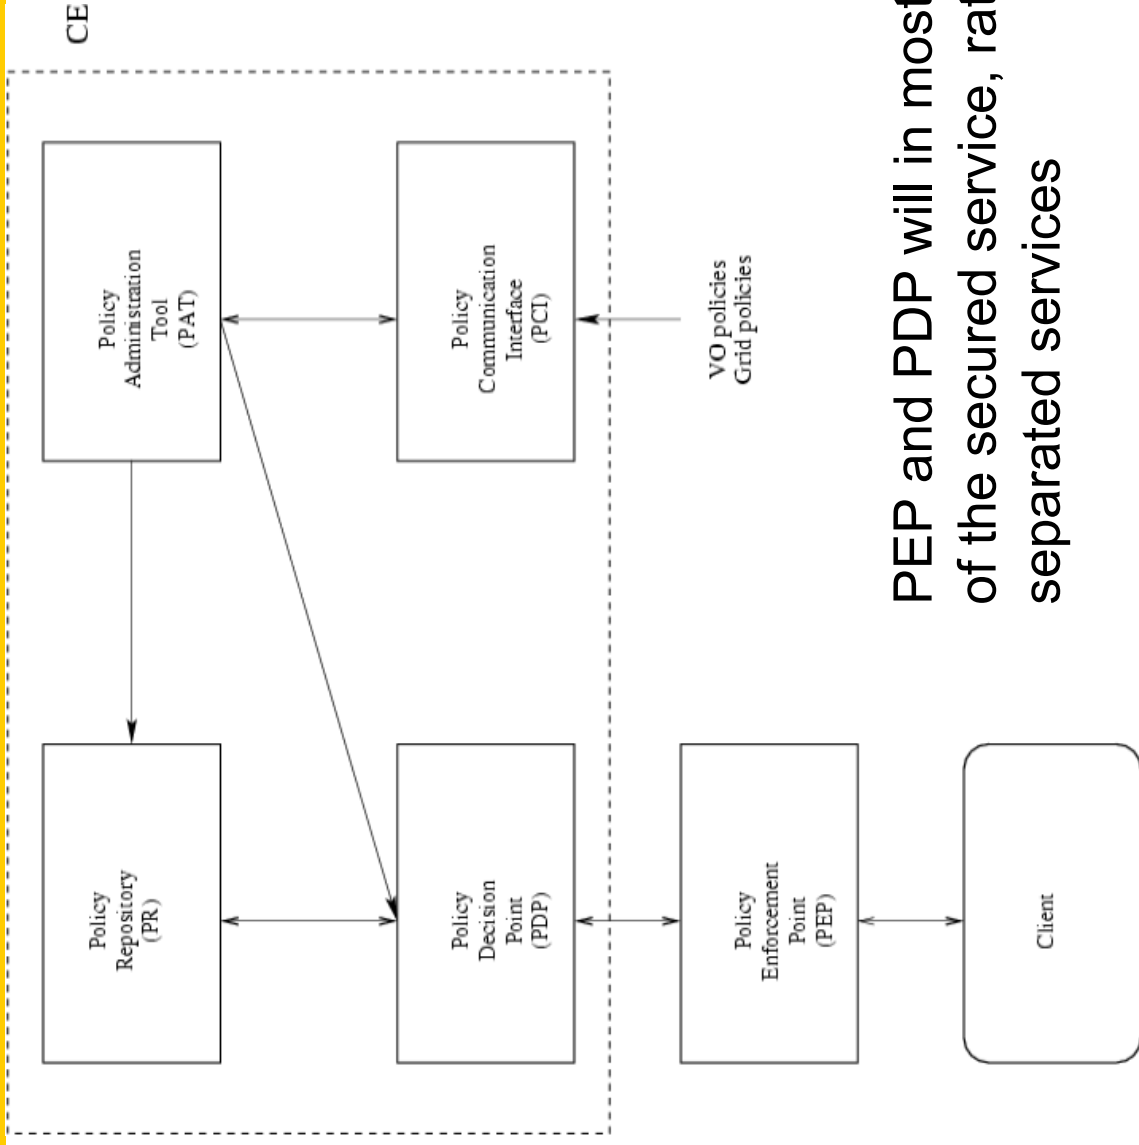 CE
Policy
Repository
(PR)
Policy
Administration
Tool
(PAT)
Policy
Decision
Point
(PDP)
Policy
Communication
Interface
(PCI)
Policy
Enforcement
Point
(PEP)
VO policies
Grid policies
Client
PEP and PDP will in most
of the secured service, rat
separated services